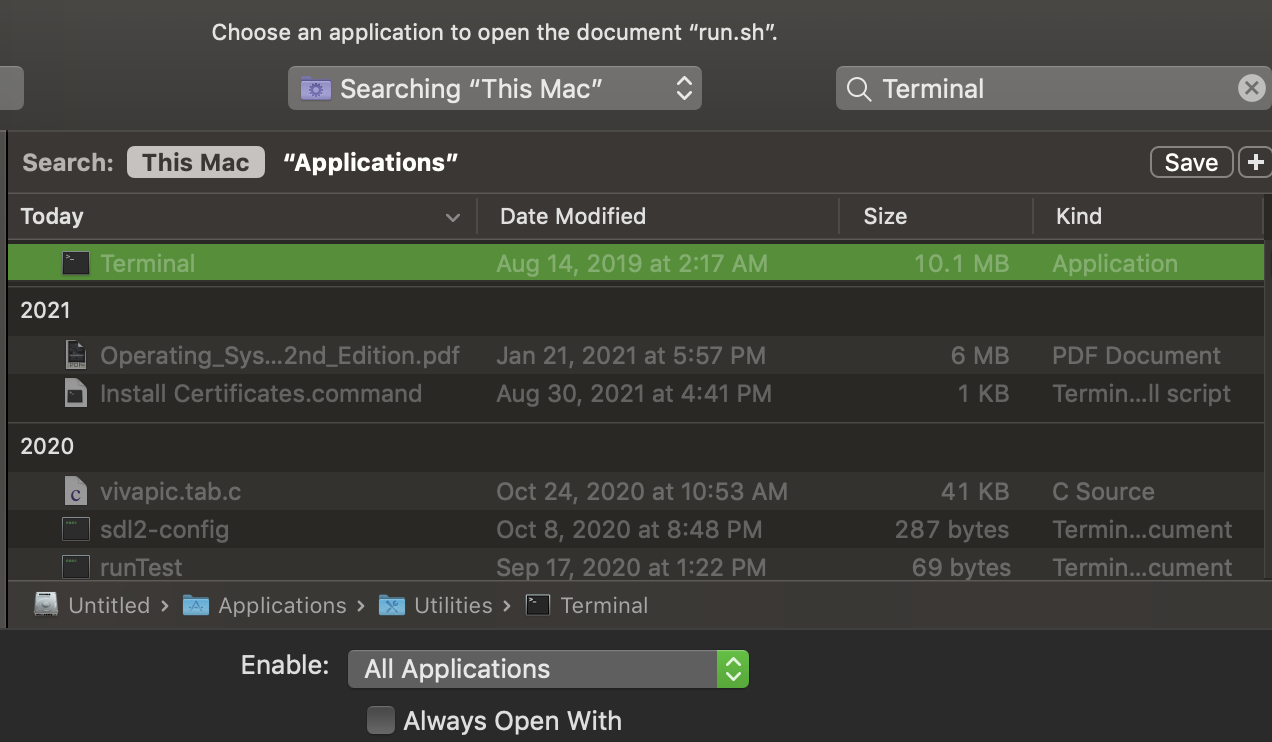 Choose an application to open the document “run.sh”.
Searching “This Mac”
Terminal
Search: This Mac “Applications” Save +
Today Date Modified Size Kind
Terminal Aug 14, 2019 at 2:17 AM 10.1 MB Application
2021
Operating_Sys...2nd_Edition.pdf Jan 21, 2021 at 5:57 PM 6 MB PDF Document
Install Certificates.command Aug 30, 2021 at 4:41 PM 1 KB Termin...ll script
2020
vivapic.tab.c Oct 24, 2020 at 10:53 AM 41 KB C Source
sdl2-config Oct 8, 2020 at 8:48 PM 287 bytes Termin...cument
runTest Sep 17, 2020 at 1:22 PM 69 bytes Termin...cument
Untitled › Applications › Utilities › Terminal
Enable: All Applications
Always Open With